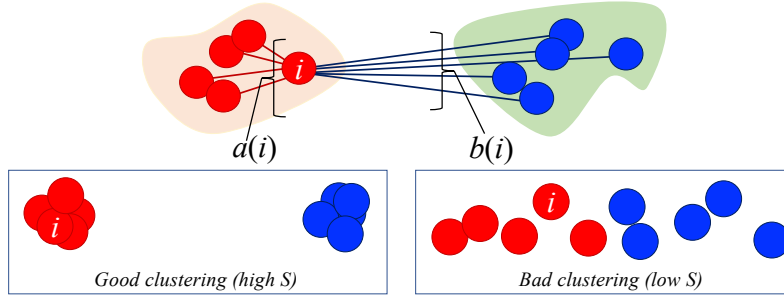 i
a(i)
b(i)
i
Good clustering (high S)
i
Bad clustering (low S)